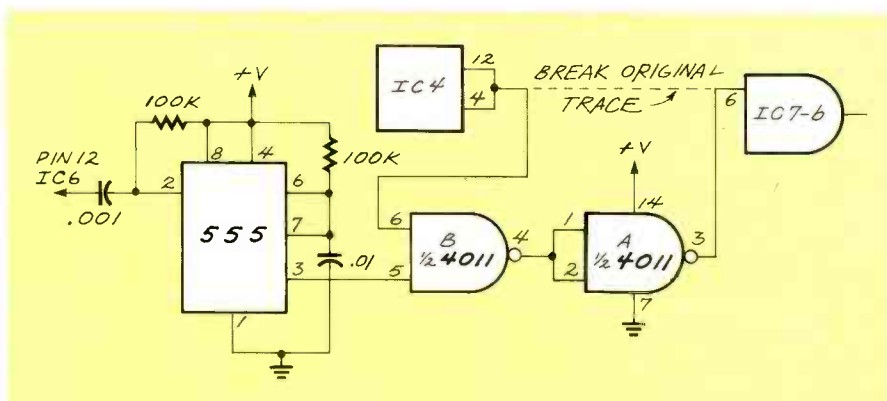 +V
100K
8
4
100K
PIN 12
IC6
.001
2
6
7
3
1
555
.01
IC4
12
4
BREAK ORIGINAL
TRACE
6
IC7-b
6
5
B
½ 4011
4
1
2
+V
14
A
½ 4011
3
7